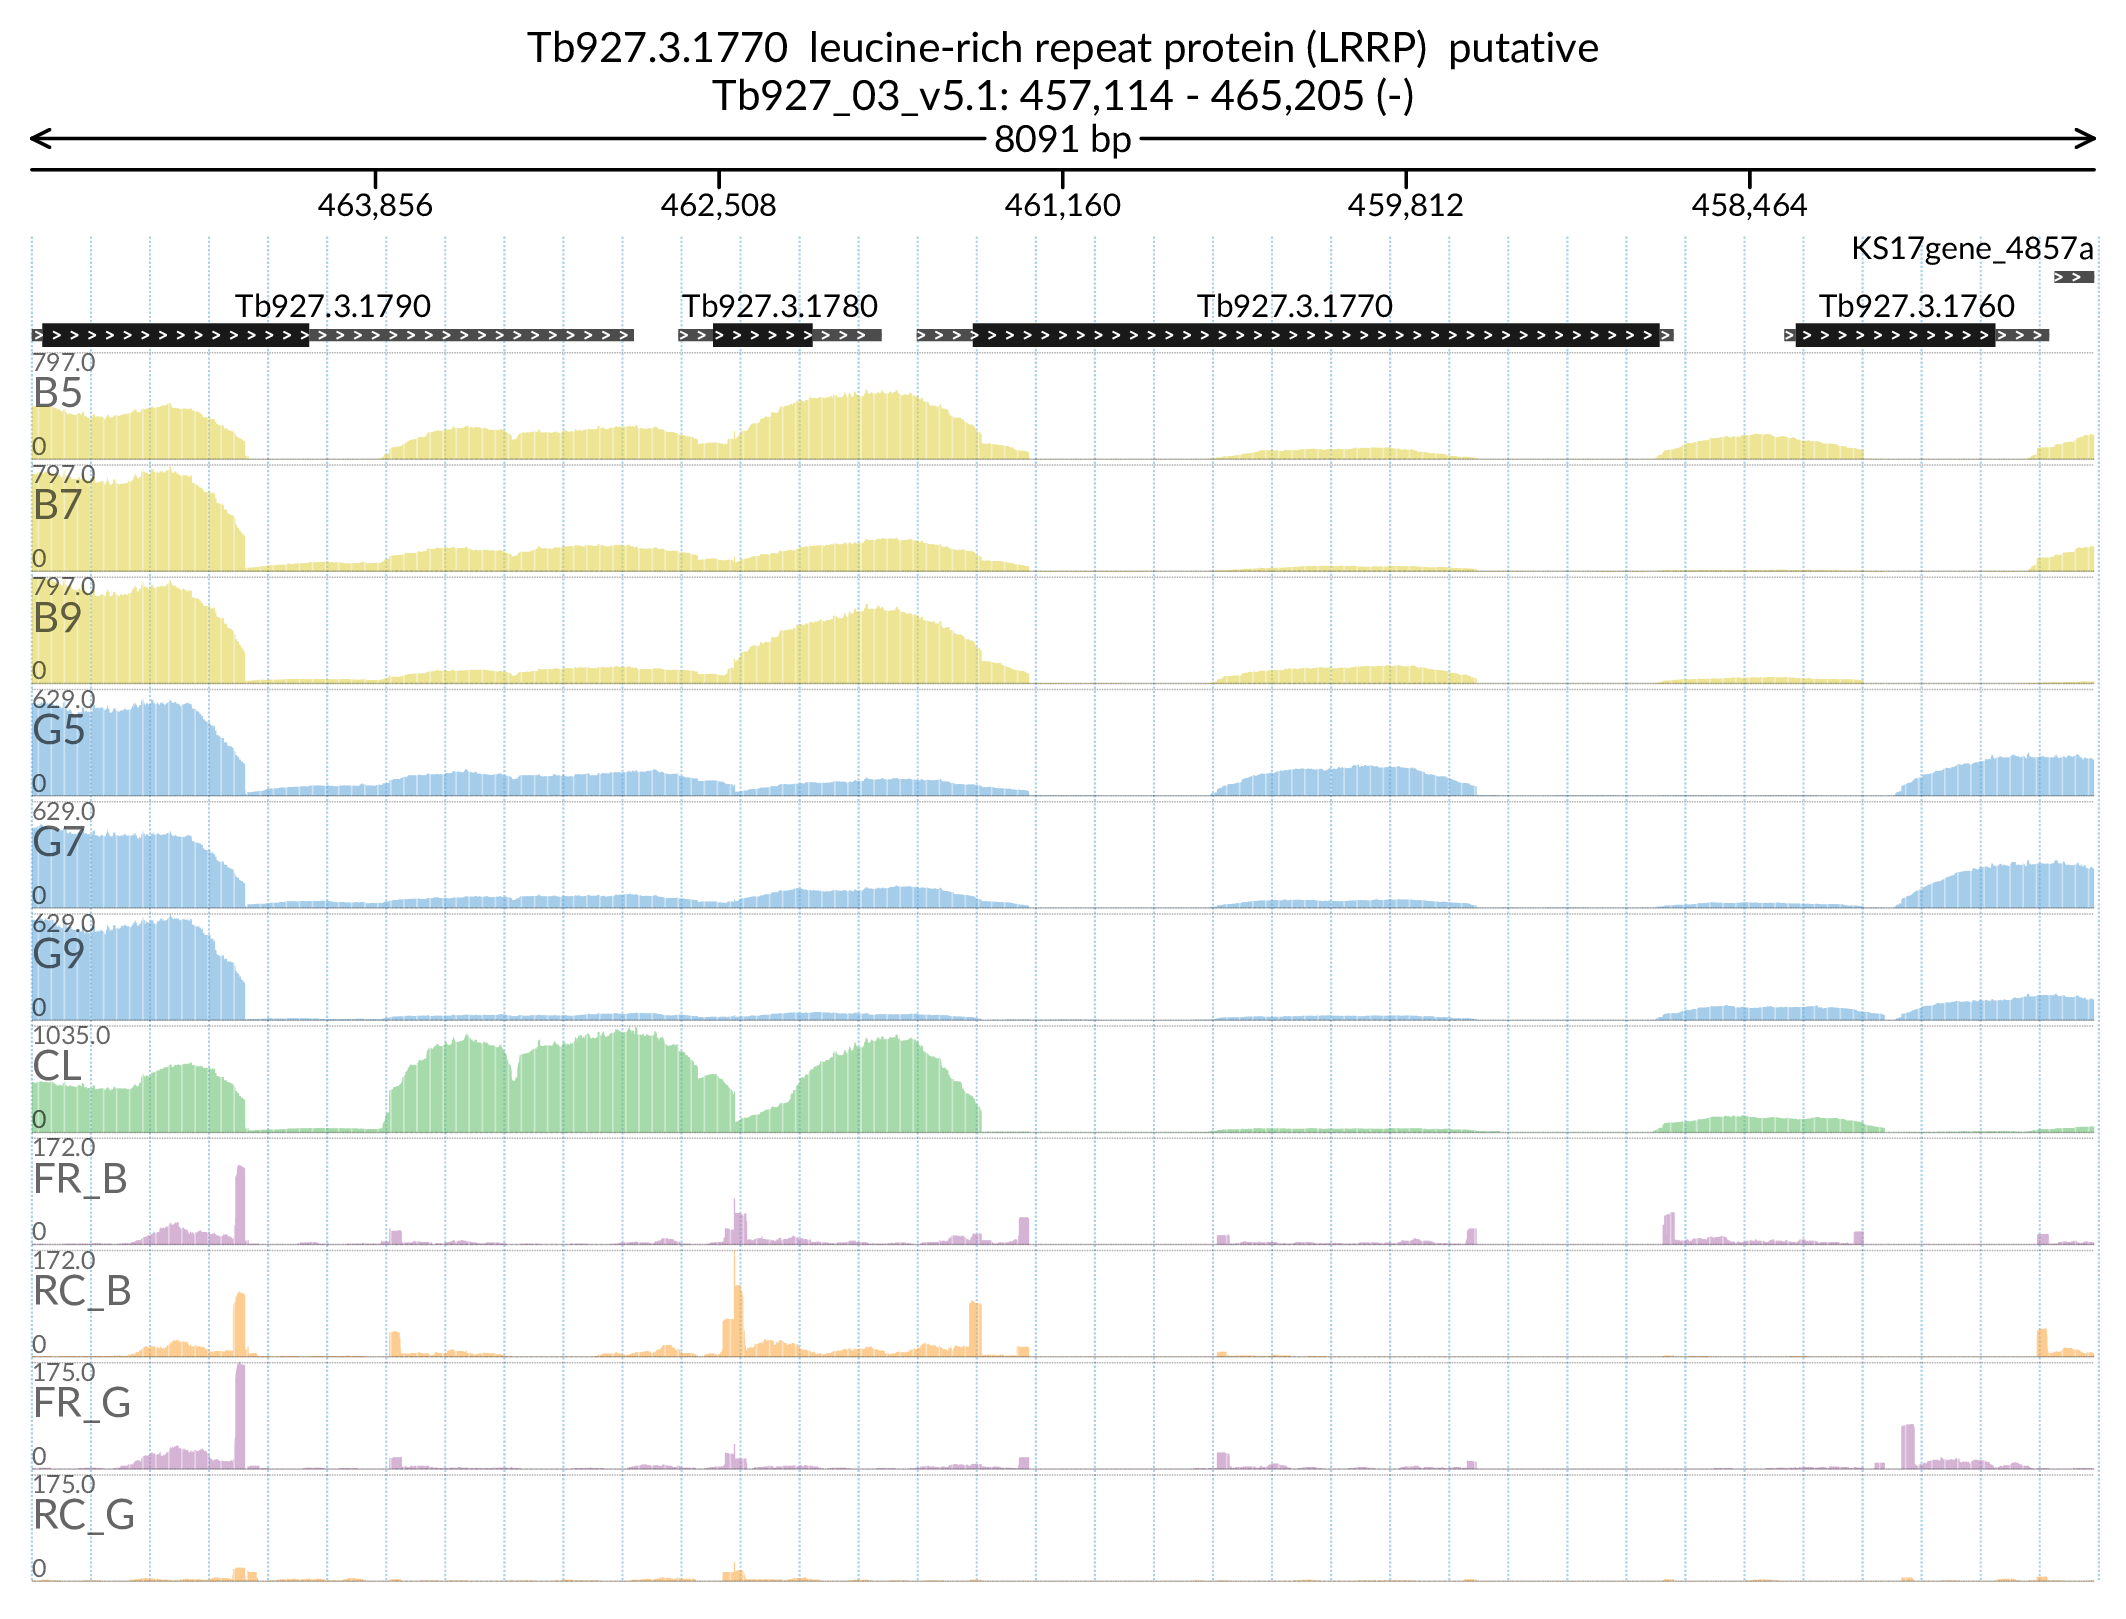 Tb927.3.1770 leucine-rich repeat protein (LRRP) putative
Tb927_03_v5.1: 457,114 - 465,205 (-)
8091 bp
463,856 462,508 461,160 459,812 458,464
KS17gene_4857a
Tb927.3.1790 Tb927.3.1780 Tb927.3.1770 Tb927.3.1760
797.0
B5
0
797.0
B7
0
797.0
B9
0
629.0
G5
0
629.0
G7
0
629.0
G9
0
1035.0
CL
0
172.0
FR_B
0
172.0
RC_B
0
175.0
FR_G
0
175.0
RC_G
0